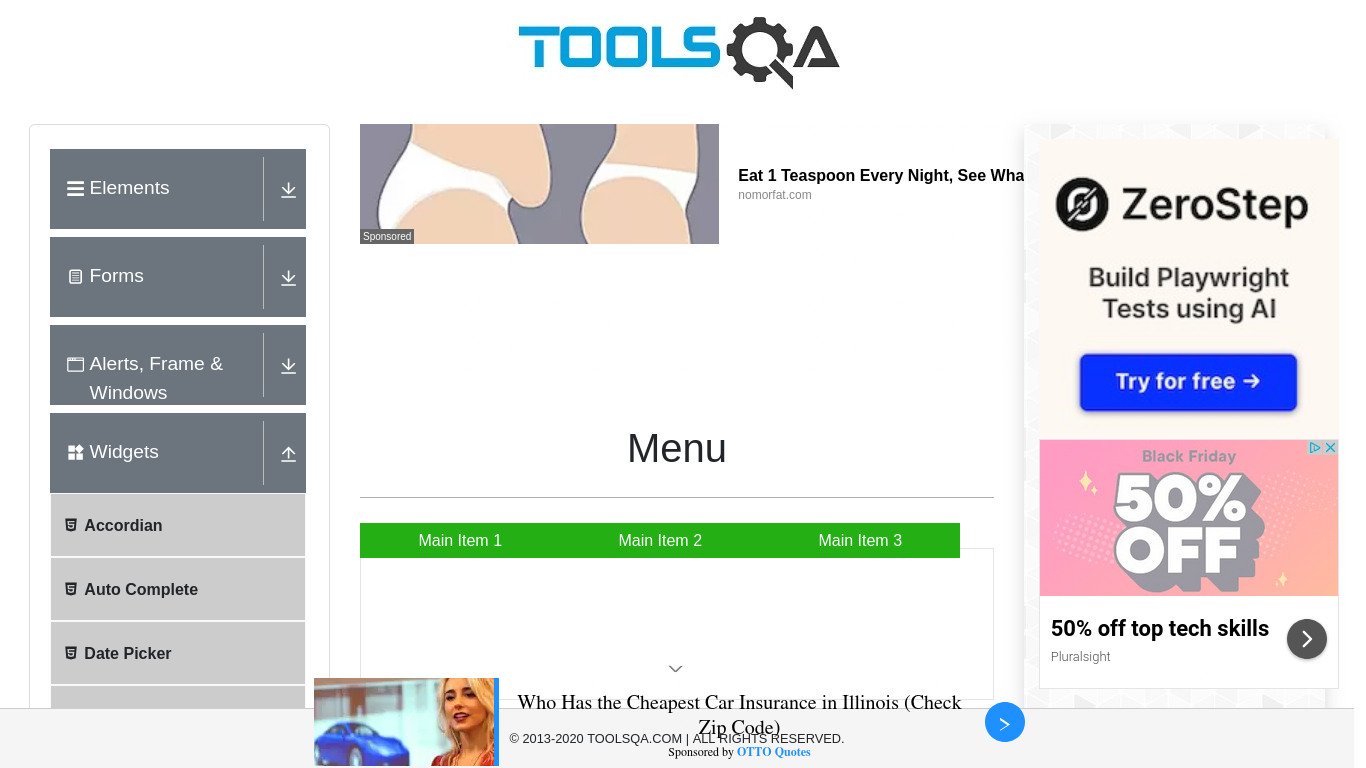 TOOLSQA
Elements
Forms
Alerts, Frame &
Windows
Widgets
Accordian
Auto Complete
Date Picker
Sponsored
Eat 1 Teaspoon Every Night, See Wha
nomorfat.com
Menu
Main Item 1
Main Item 2
Main Item 3
ZeroStep
Build Playwright
Tests using AI
Try for free →
Black Friday
50%
OFF
50% off top tech skills
Pluralsight
Who Has the Cheapest Car Insurance in Illinois (Check
Zip Code)
© 2013-2020 TOOLSQA.COM | ALL RIGHTS RESERVED.
Sponsored by OTTO Quotes